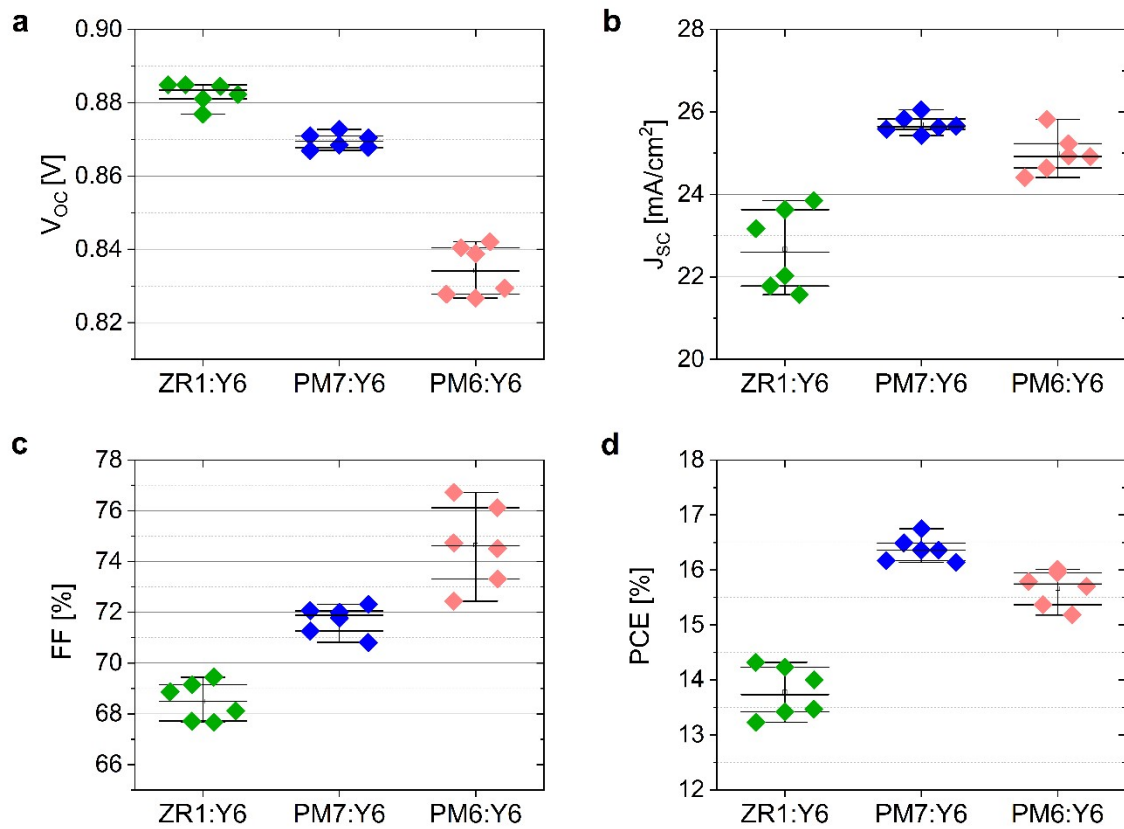 a
V_OC [V]
0.90
0.88
0.86
0.84
0.82
ZR1:Y6 PM7:Y6 PM6:Y6
b
J_SC [mA/cm²]
28
26
24
22
20
ZR1:Y6 PM7:Y6 PM6:Y6
c
FF [%]
78
76
74
72
70
68
66
ZR1:Y6 PM7:Y6 PM6:Y6
d
PCE [%]
18
17
16
15
14
13
12
ZR1:Y6 PM7:Y6 PM6:Y6